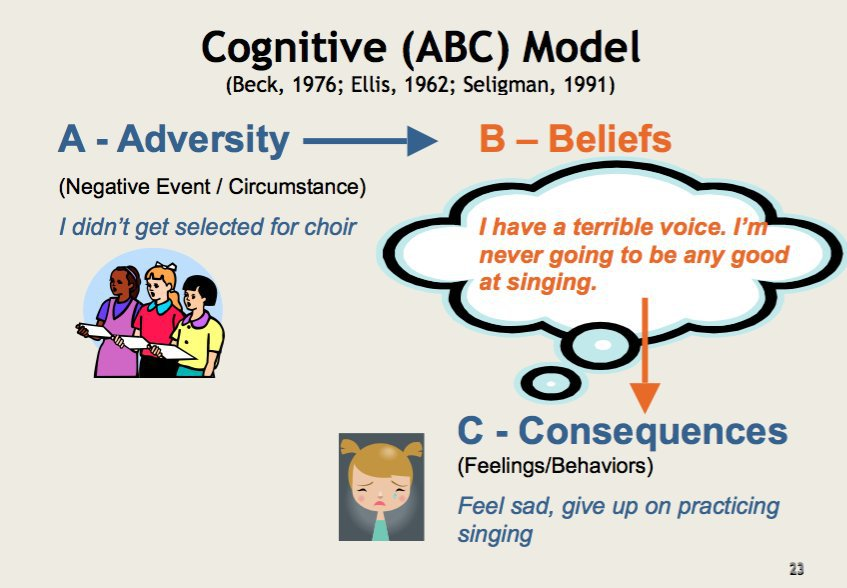 Cognitive (ABC) Model
(Beck, 1976; Ellis, 1962; Seligman, 1991)
A - Adversity
(Negative Event / Circumstance)
I didn't get selected for choir
B – Beliefs
I have a terrible voice. I'm
never going to be any good
at singing.
C - Consequences
(Feelings/Behaviors)
Feel sad, give up on practicing
singing
23